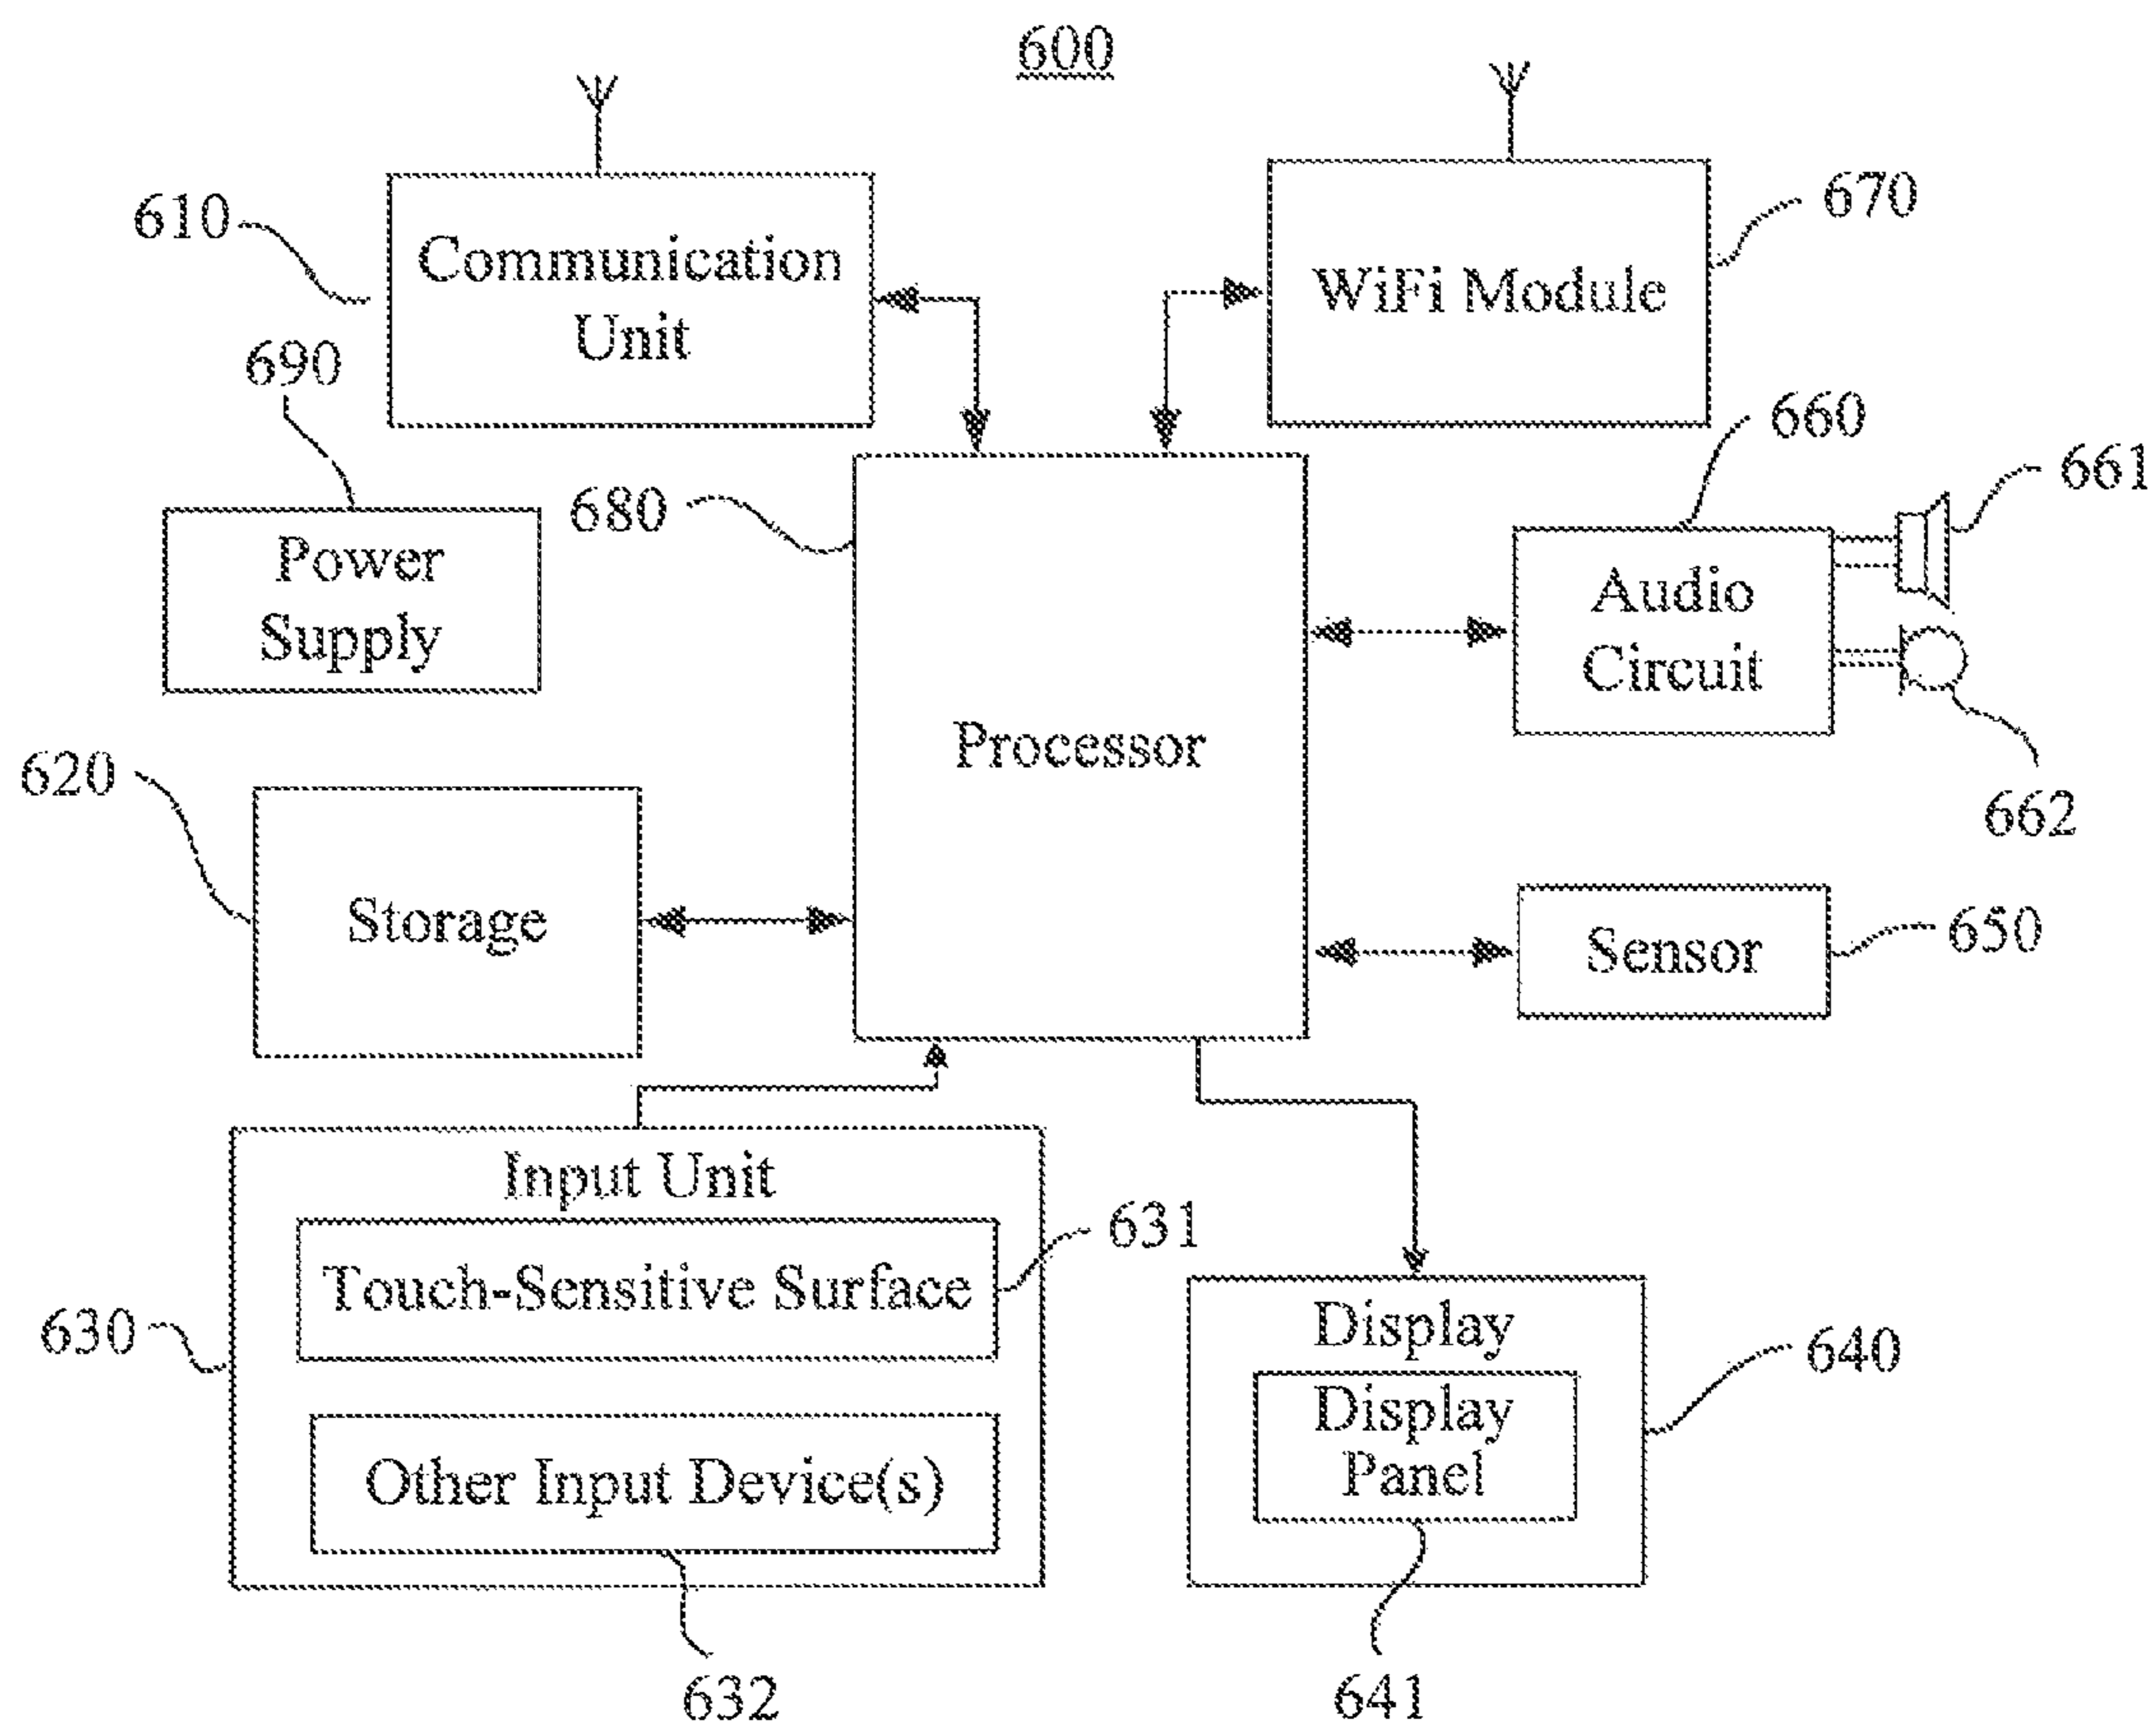 600
610
Communication
Unit
WiFi Module
670
690
Power
Supply
680
Processor
660
Audio
Circuit
661
662
620
Storage
Sensor
650
630
Input Unit
Touch-Sensitive Surface
631
Other Input Device(s)
632
Display
Display
Panel
640
641